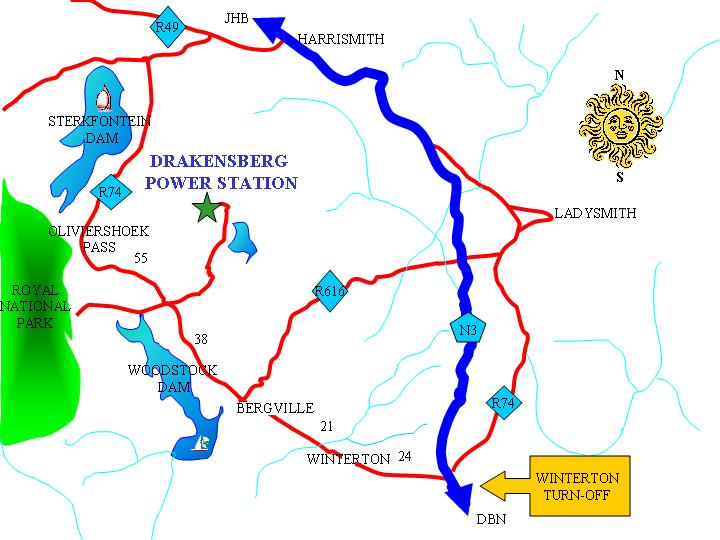 JHB
R49
HARRISMITH
N
STERKFONTEIN
DAM
DRAKENSBERG
POWER STATION
S
R74
LADYSMITH
OLIVIERSHOEK
PASS
55
ROYAL
NATIONAL
PARK
R616
N3
38
WOODSTOCK
DAM
R74
BERGVILLE
21
WINTERTON
24
WINTERTON
TURN-OFF
DBN